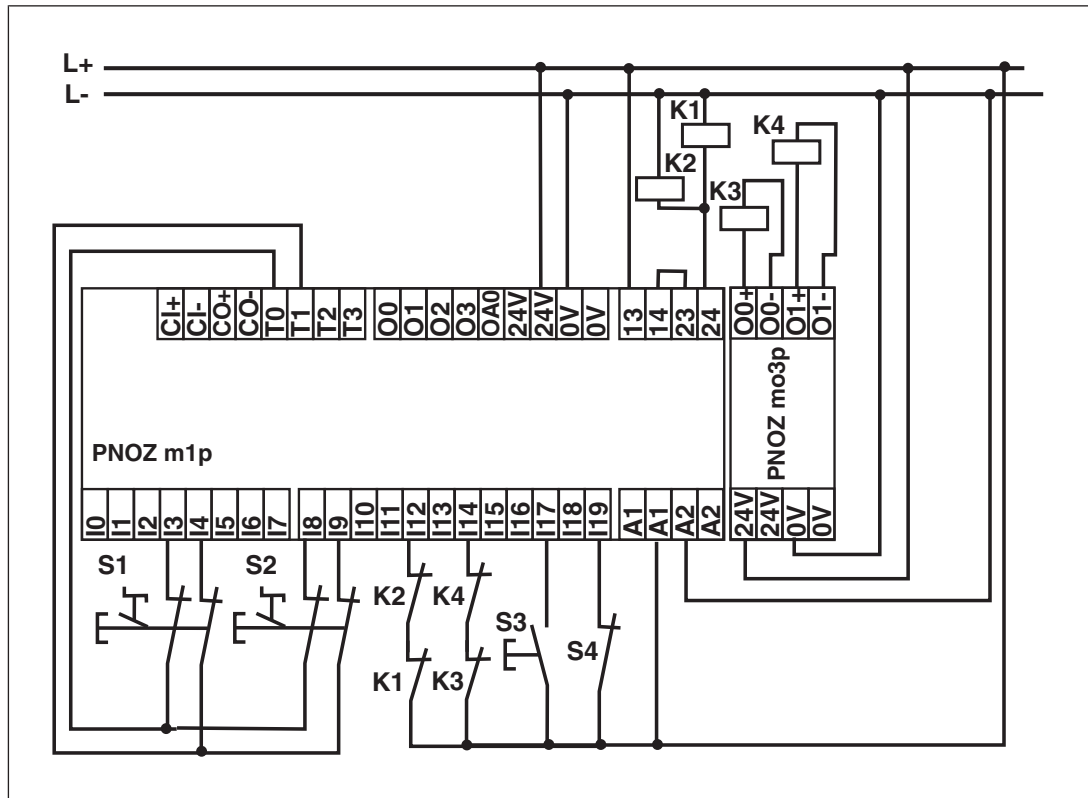 L+
L-
K1
K4
K2
K3
CI+ CI- CO+ CO- T0 T1 T2 T3 O0 O1 O2 O3 OA0 24V 24V 0V 0V 13 14 23 24 O0+ O0- O1+ O1-
PNOZ m1p
PNOZ mo3p
I0 I1 I2 I3 I4 I5 I6 I7 I8 I9 I10 I11 I12 I13 I14 I15 I16 I17 I18 I19 A1 A1 A2 A2 24V 24V 0V 0V
S1 S2
K2 K4
S3
S4
K1 K3